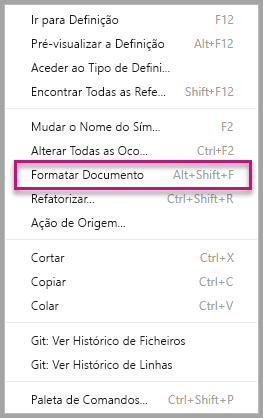 Ir para Definição F12
Pré-visualizar a Definição Alt+F12
Aceder ao Tipo de Defini...
Encontrar Todas as Refe... Shift+F12
Mudar o Nome do Sím... F2
Alterar Todas as Oco... Ctrl+F2
Formatar Documento Alt+Shift+F
Refatorizar... Ctrl+Shift+R
Ação de Origem...
Cortar Ctrl+X
Copiar Ctrl+C
Colar Ctrl+V
Git: Ver Histórico de Ficheiros
Git: Ver Histórico de Linhas
Paleta de Comandos... Ctrl+Shift+P